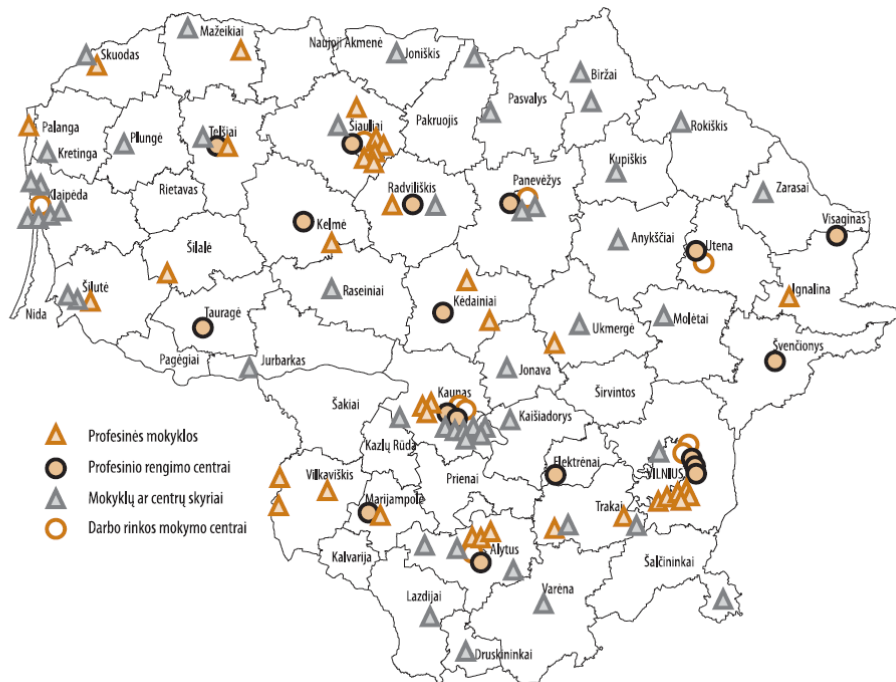 Mažeikiai
Skuodas
Naujoji Akmenė
Joniškis
Biržai
Pasvalys
Palanga
Telšiai
Šiauliai
Pakruojis
Rokiškis
Plungė
Kretinga
Kupiškis
Radviliškis
Panevėžys
Klaipėda
Rietavas
Zarasai
Visaginas
Kelmė
Anykščiai
Utena
Šilalė
Šilutė
Raseiniai
Kėdainiai
Ignalina
Nida
Tauragė
Ukmergė
Molėtai
Švenčionys
Pagėgiai
Jurbarkas
Jonava
Širvintos
Kaunas
Šakiai
Kaišiadorys
Kazlų Rūda
Profesinės mokyklos
Profesinio rengimo centrai
Mokyklų ar centrų skyriai
Darbo rinkos mokymo centrai
Vilkaviškis
Prienai
Elektrėnai
VILNIUS
Marijampolė
Trakai
Kalvarija
Alytus
Šalčininkai
Lazdijai
Varėna
Druskininkai